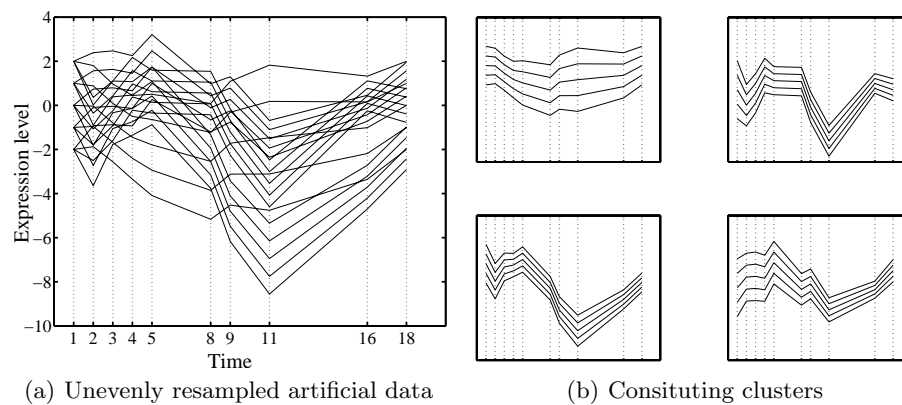 4
2
0
−2
−4
−6
−8
−10
Expression level
1 2 3 4 5 8 9 11 16 18
Time
(a) Unevenly resampled artificial data
(b) Consituting clusters